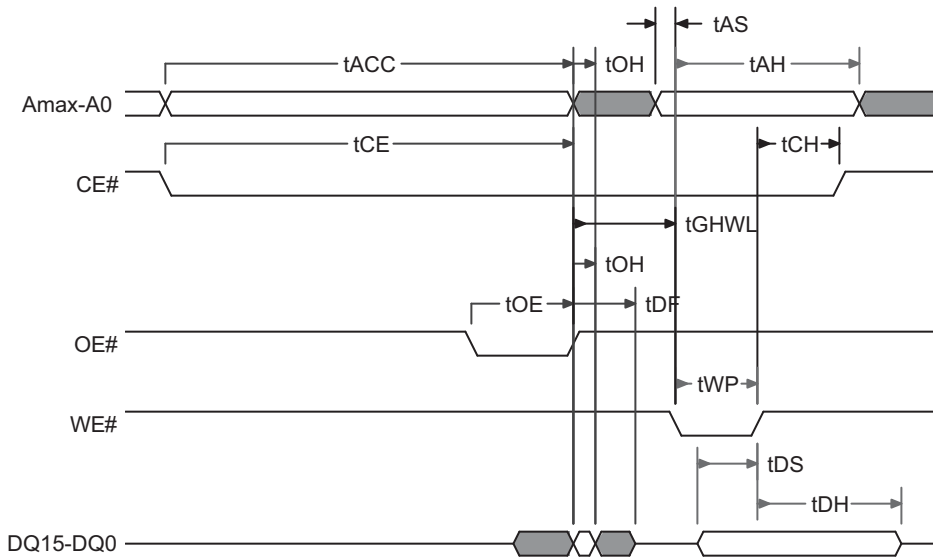 tAS
tACC
tOH
tAH
Amax-A0
tCE
tCH
CE#
tGHWL
tOH
tOE
tDF
OE#
tWP
WE#
tDS
tDH
DQ15-DQ0